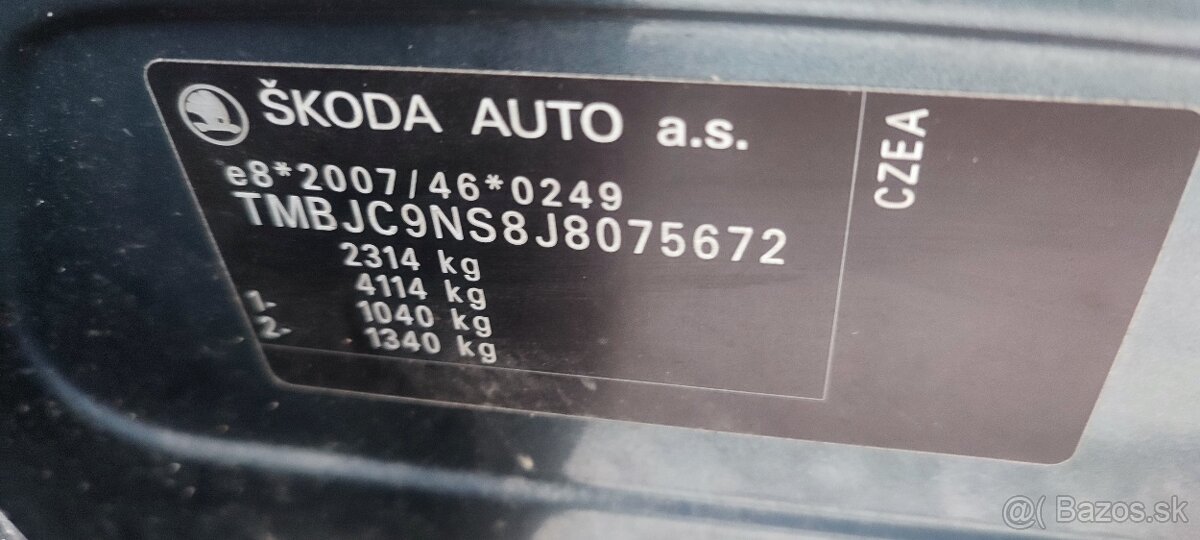 ŠKODA AUTO a.s.
e8*2007/46*0249
TMBJC9NS8J8075672
2314 kg
4114 kg
1. 1040 kg
2. 1340 kg
CZEA
@( Bazos.sk